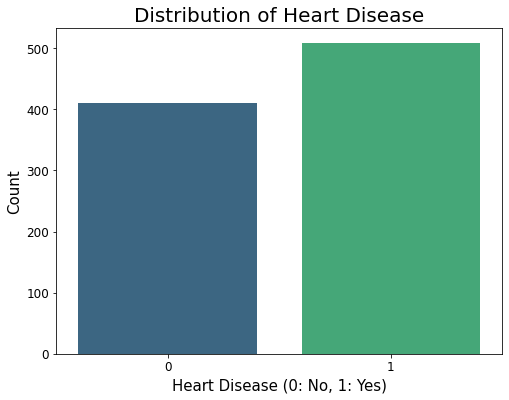 Distribution of Heart Disease
500
400
300
200
100
0
Count
0 1
Heart Disease (0: No, 1: Yes)